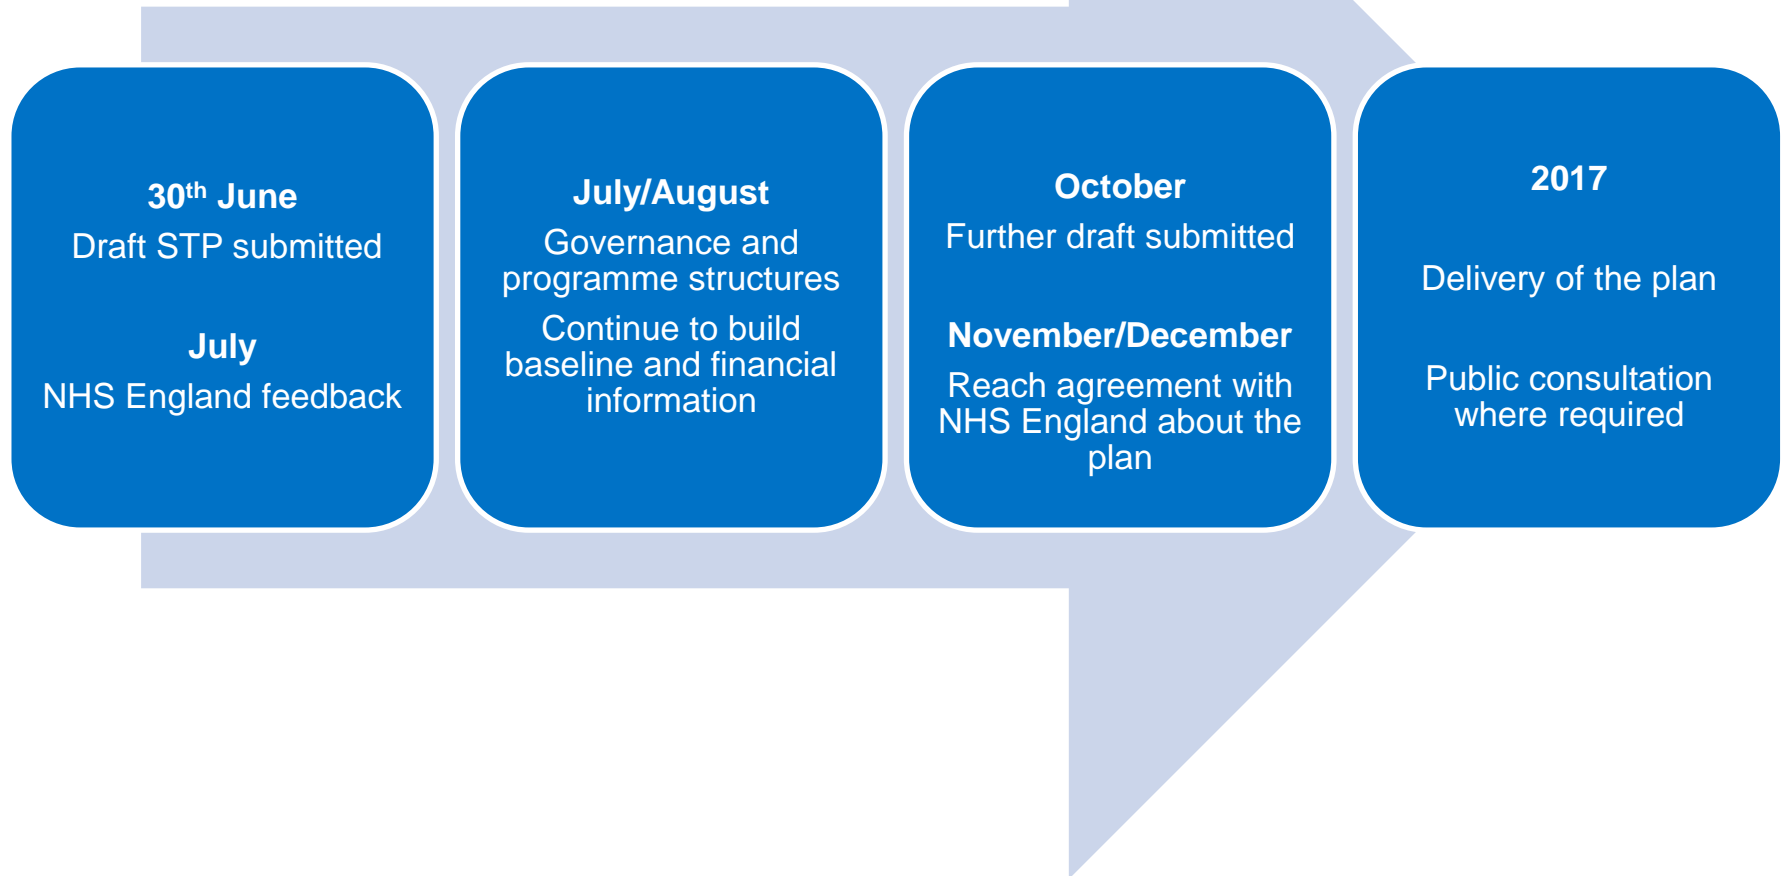 30th June
Draft STP submitted
July
NHS England feedback
July/August
Governance and
programme structures
Continue to build
baseline and financial
information
October
Further draft submitted
November/December
Reach agreement with
NHS England about the
plan
2017
Delivery of the plan
Public consultation
where required